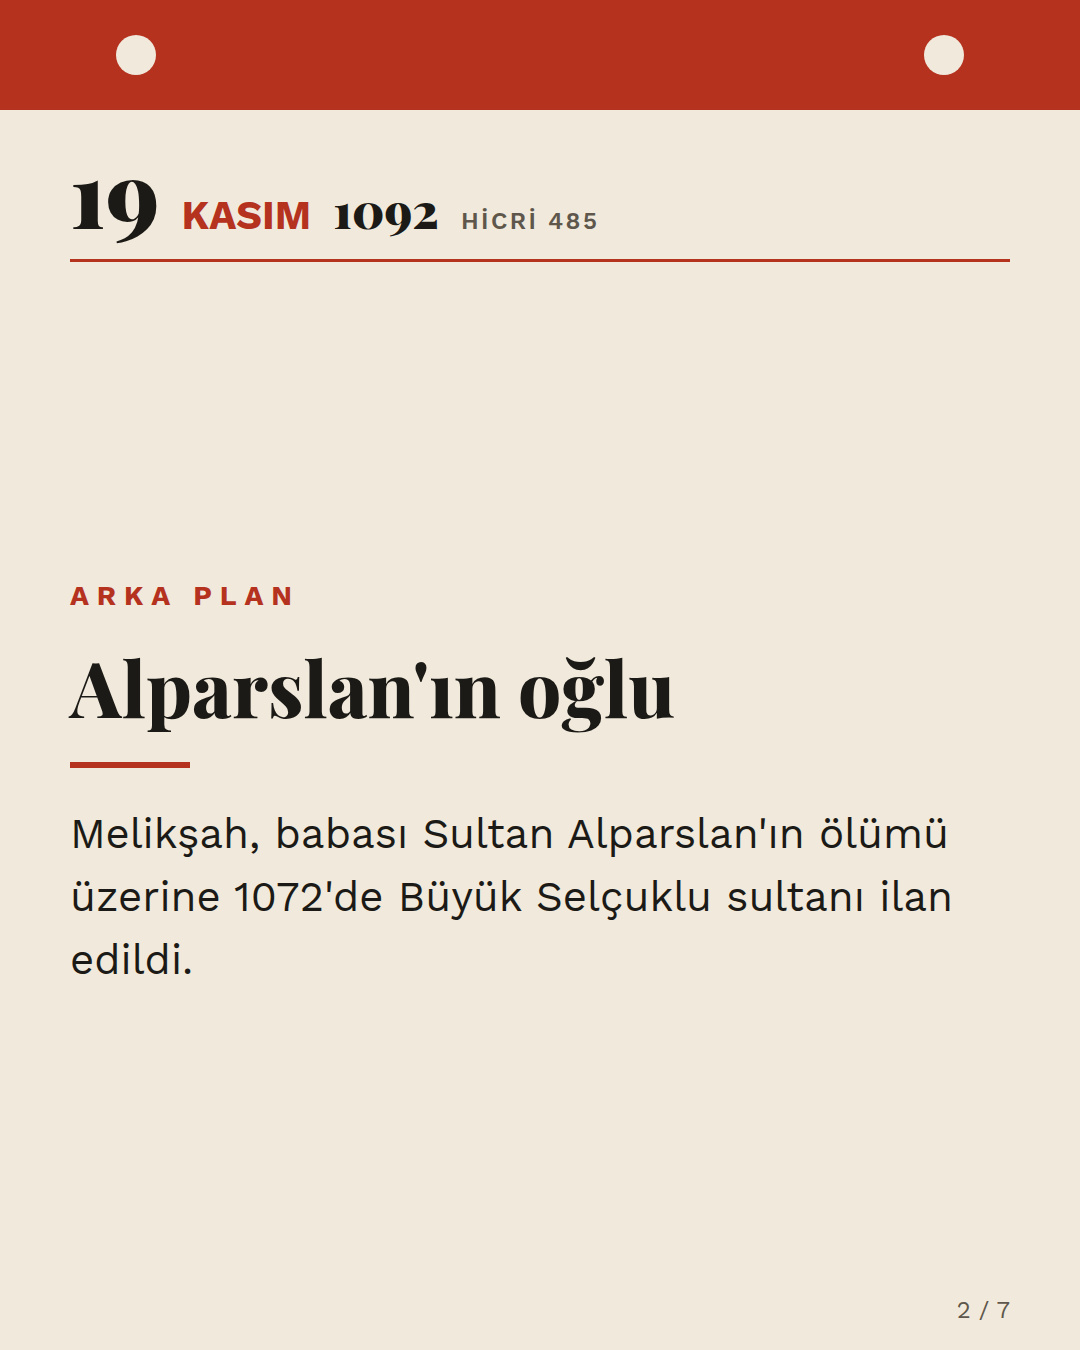 19 KASIM 1092 HİCRİ 485
ARKA PLAN
Alparslan'ın oğlu
Melikşah, babası Sultan Alparslan'ın ölümü
üzerine 1072'de Büyük Selçuklu sultanı ilan
edildi.
2 / 7